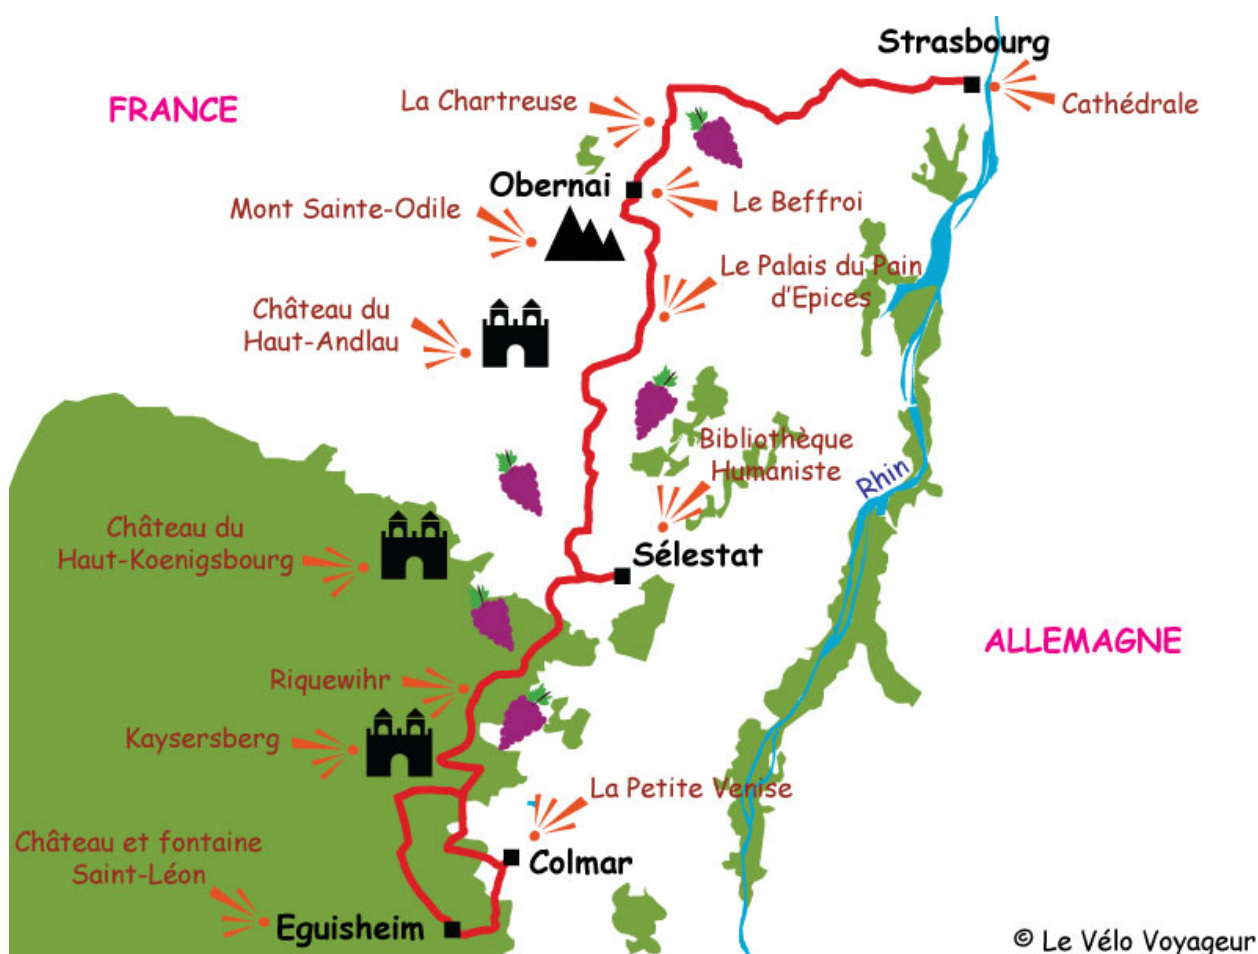 Strasbourg
FRANCE
La Chartreuse
Cathédrale
Obernai
Le Beffroi
Mont Sainte-Odile
Le Palais du Pain
d'Epices
Château du
Haut-Andlau
Bibliothèque
Humaniste
Rhin
Château du
Haut-Koenigsbourg
Sélestat
ALLEMAGNE
Riquewihr
Kaysersberg
La Petite Venise
Château et fontaine
Saint-Léon
Colmar
Eguisheim
© Le Vélo Voyageur